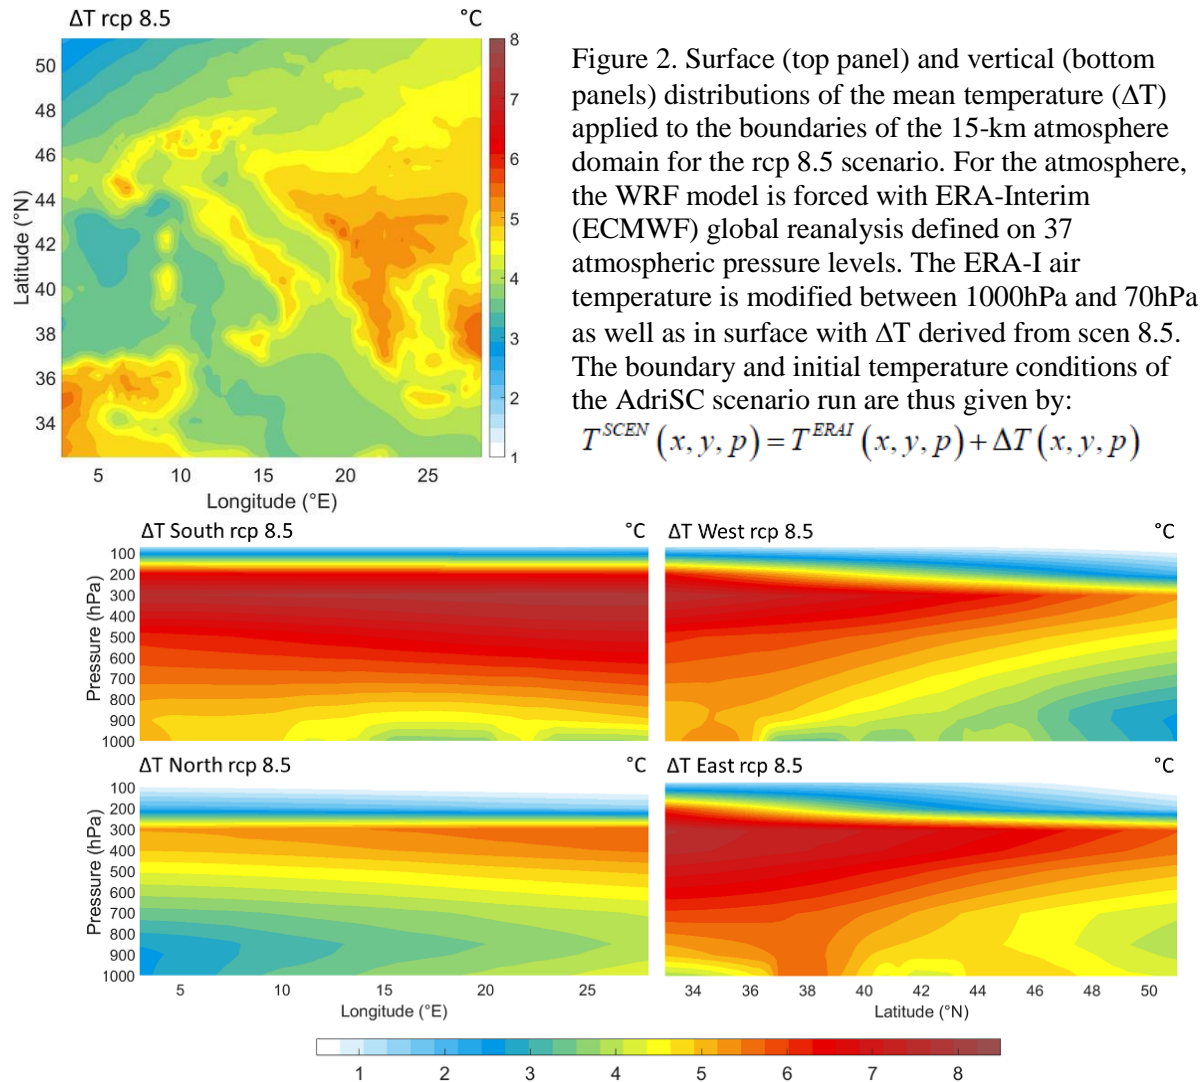 ΔT rcp 8.5 °C
8
7
6
5
4
3
2
1
50
48
46
44
42
40
38
36
34
Latitude (°N)
5 10 15 20 25
Longitude (°E)
Figure 2. Surface (top panel) and vertical (bottom
panels) distributions of the mean temperature (ΔT)
applied to the boundaries of the 15-km atmosphere
domain for the rcp 8.5 scenario. For the atmosphere,
the WRF model is forced with ERA-Interim
(ECMWF) global reanalysis defined on 37
atmospheric pressure levels. The ERA-I air
temperature is modified between 1000hPa and 70hPa
as well as in surface with ΔT derived from scen 8.5.
The boundary and initial temperature conditions of
the AdriSC scenario run are thus given by:
T^SCEN (x, y, p) = T^ERAI (x, y, p) + ΔT (x, y, p)
ΔT South rcp 8.5 °C
100
200
300
400
500
600
700
800
900
1000
Pressure (hPa)
ΔT West rcp 8.5 °C
ΔT North rcp 8.5 °C
100
200
300
400
500
600
700
800
900
1000
Pressure (hPa)
5 10 15 20 25
Longitude (°E)
ΔT East rcp 8.5 °C
34 36 38 40 42 44 46 48 50
Latitude (°N)
1 2 3 4 5 6 7 8